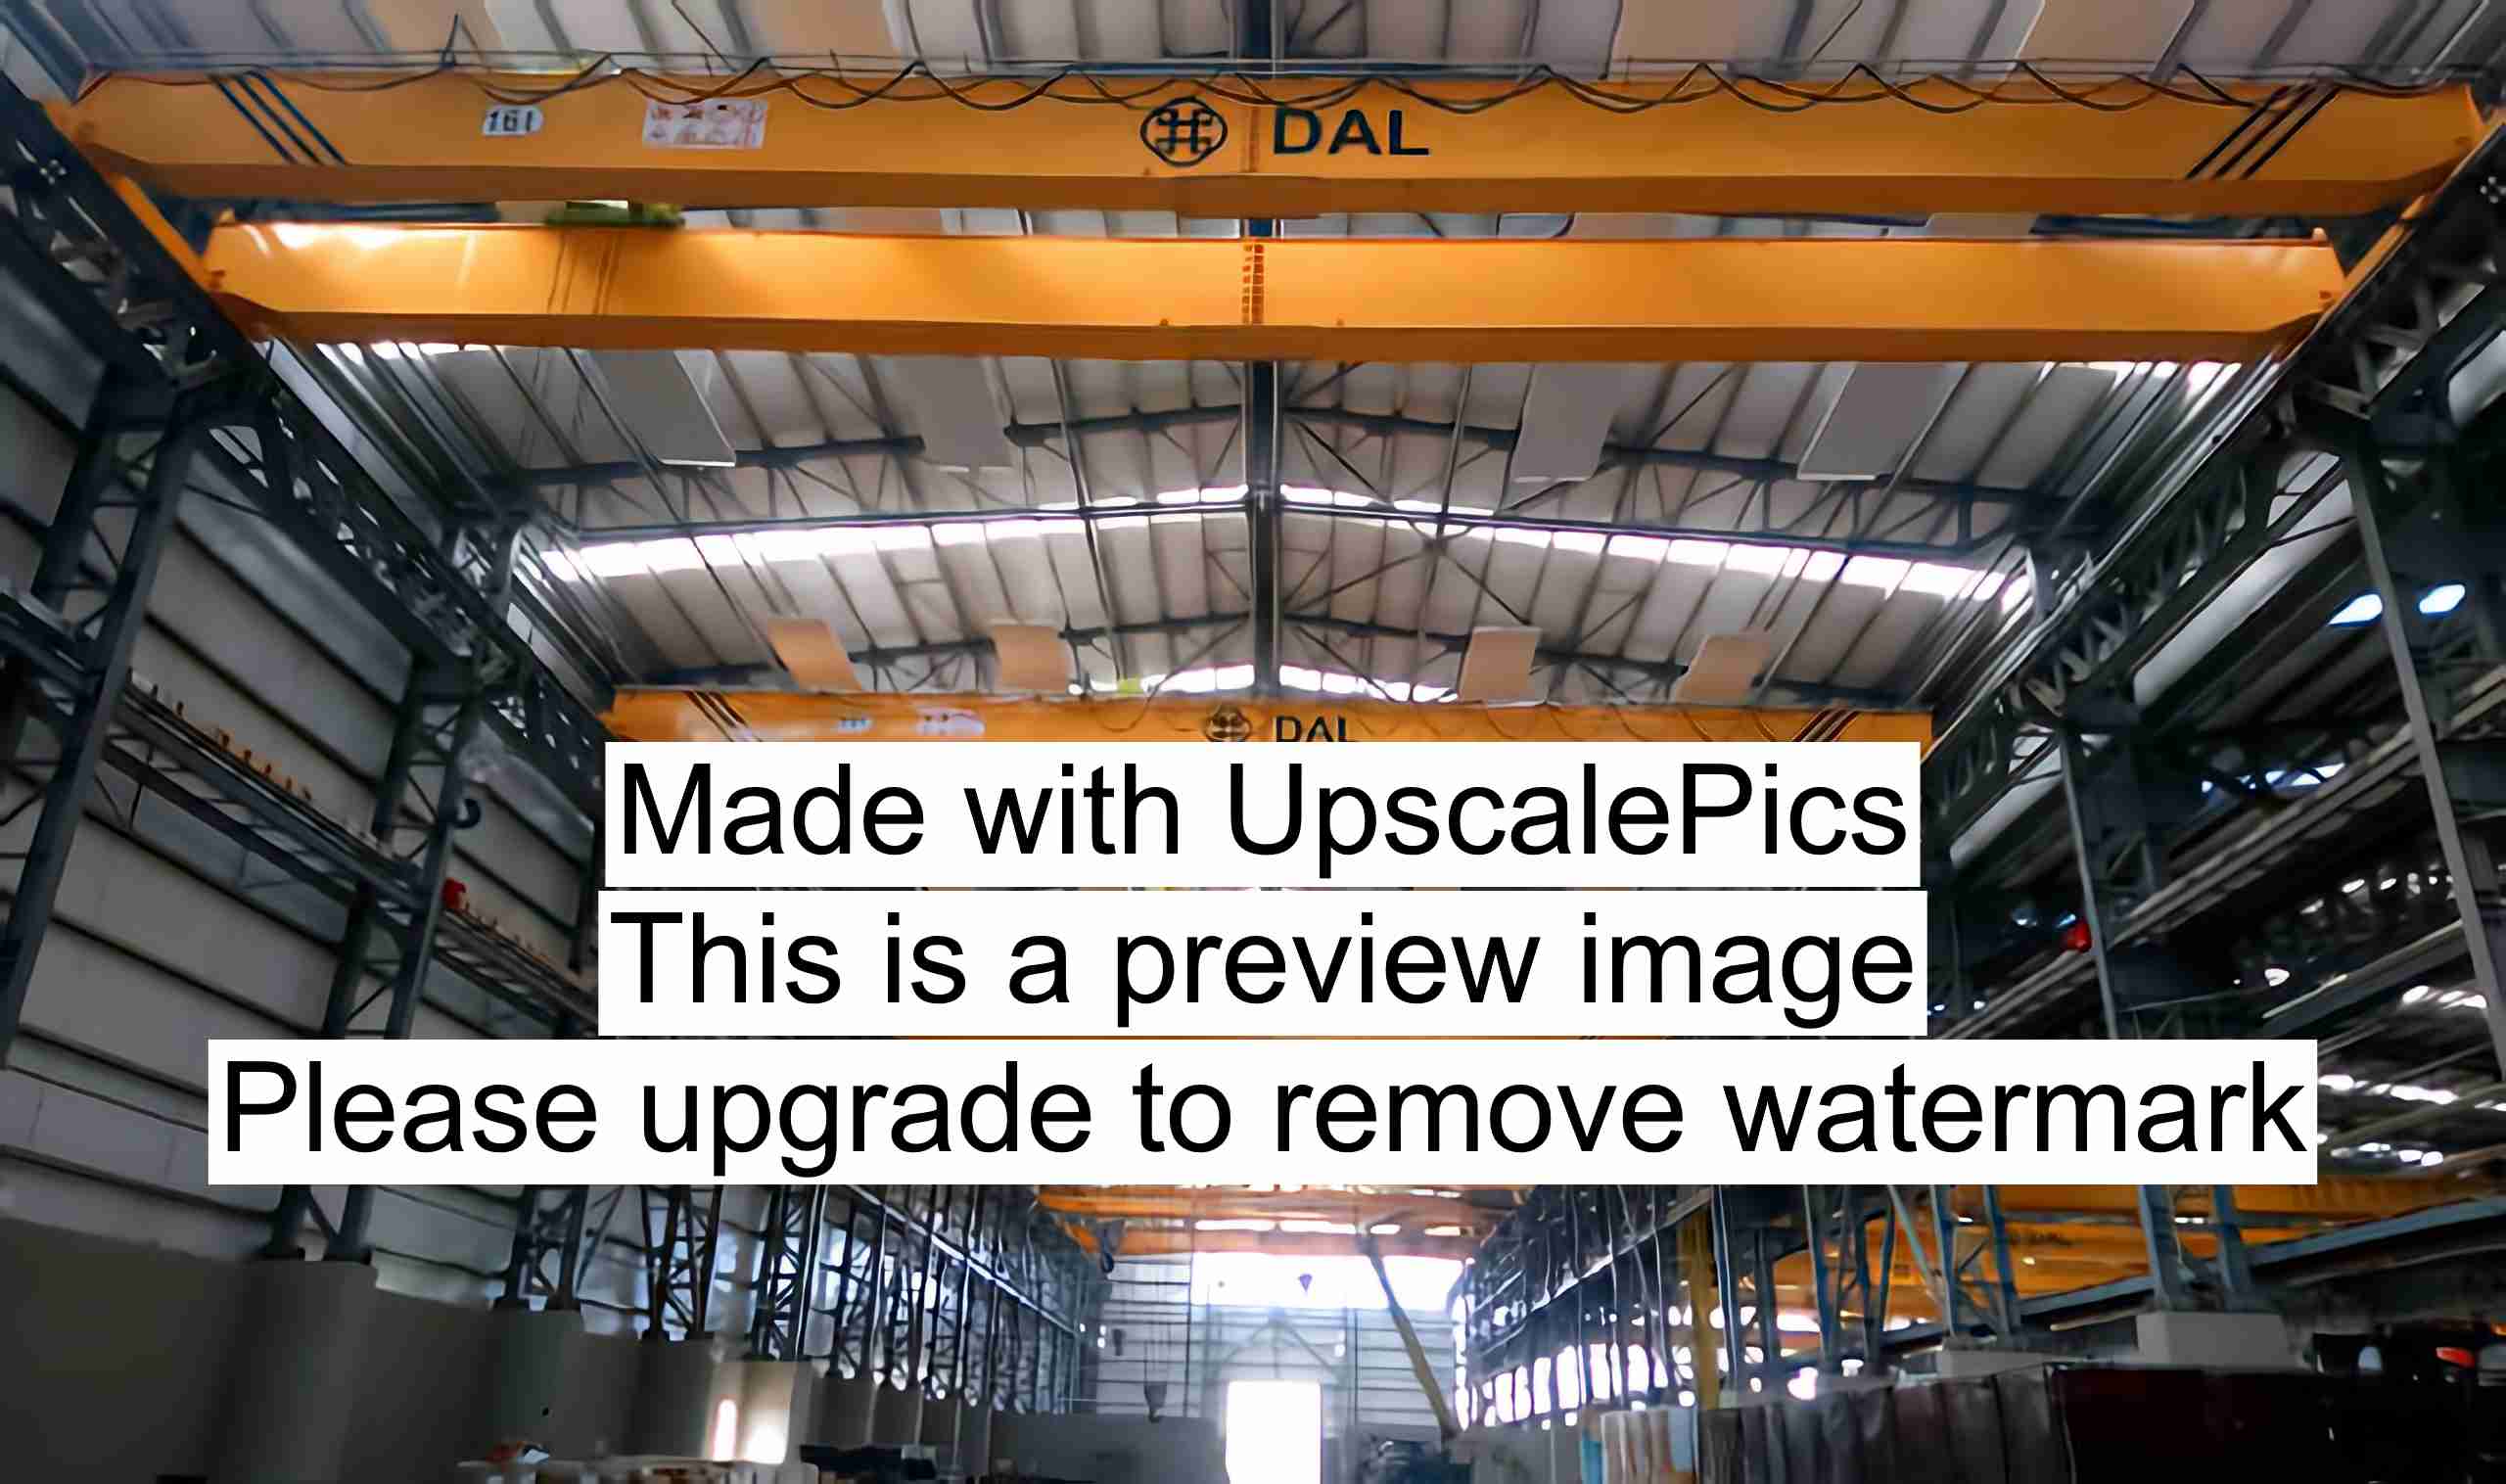 16t
DAL
DAL
Made with UpscalePics
This is a preview image
Please upgrade to remove watermark